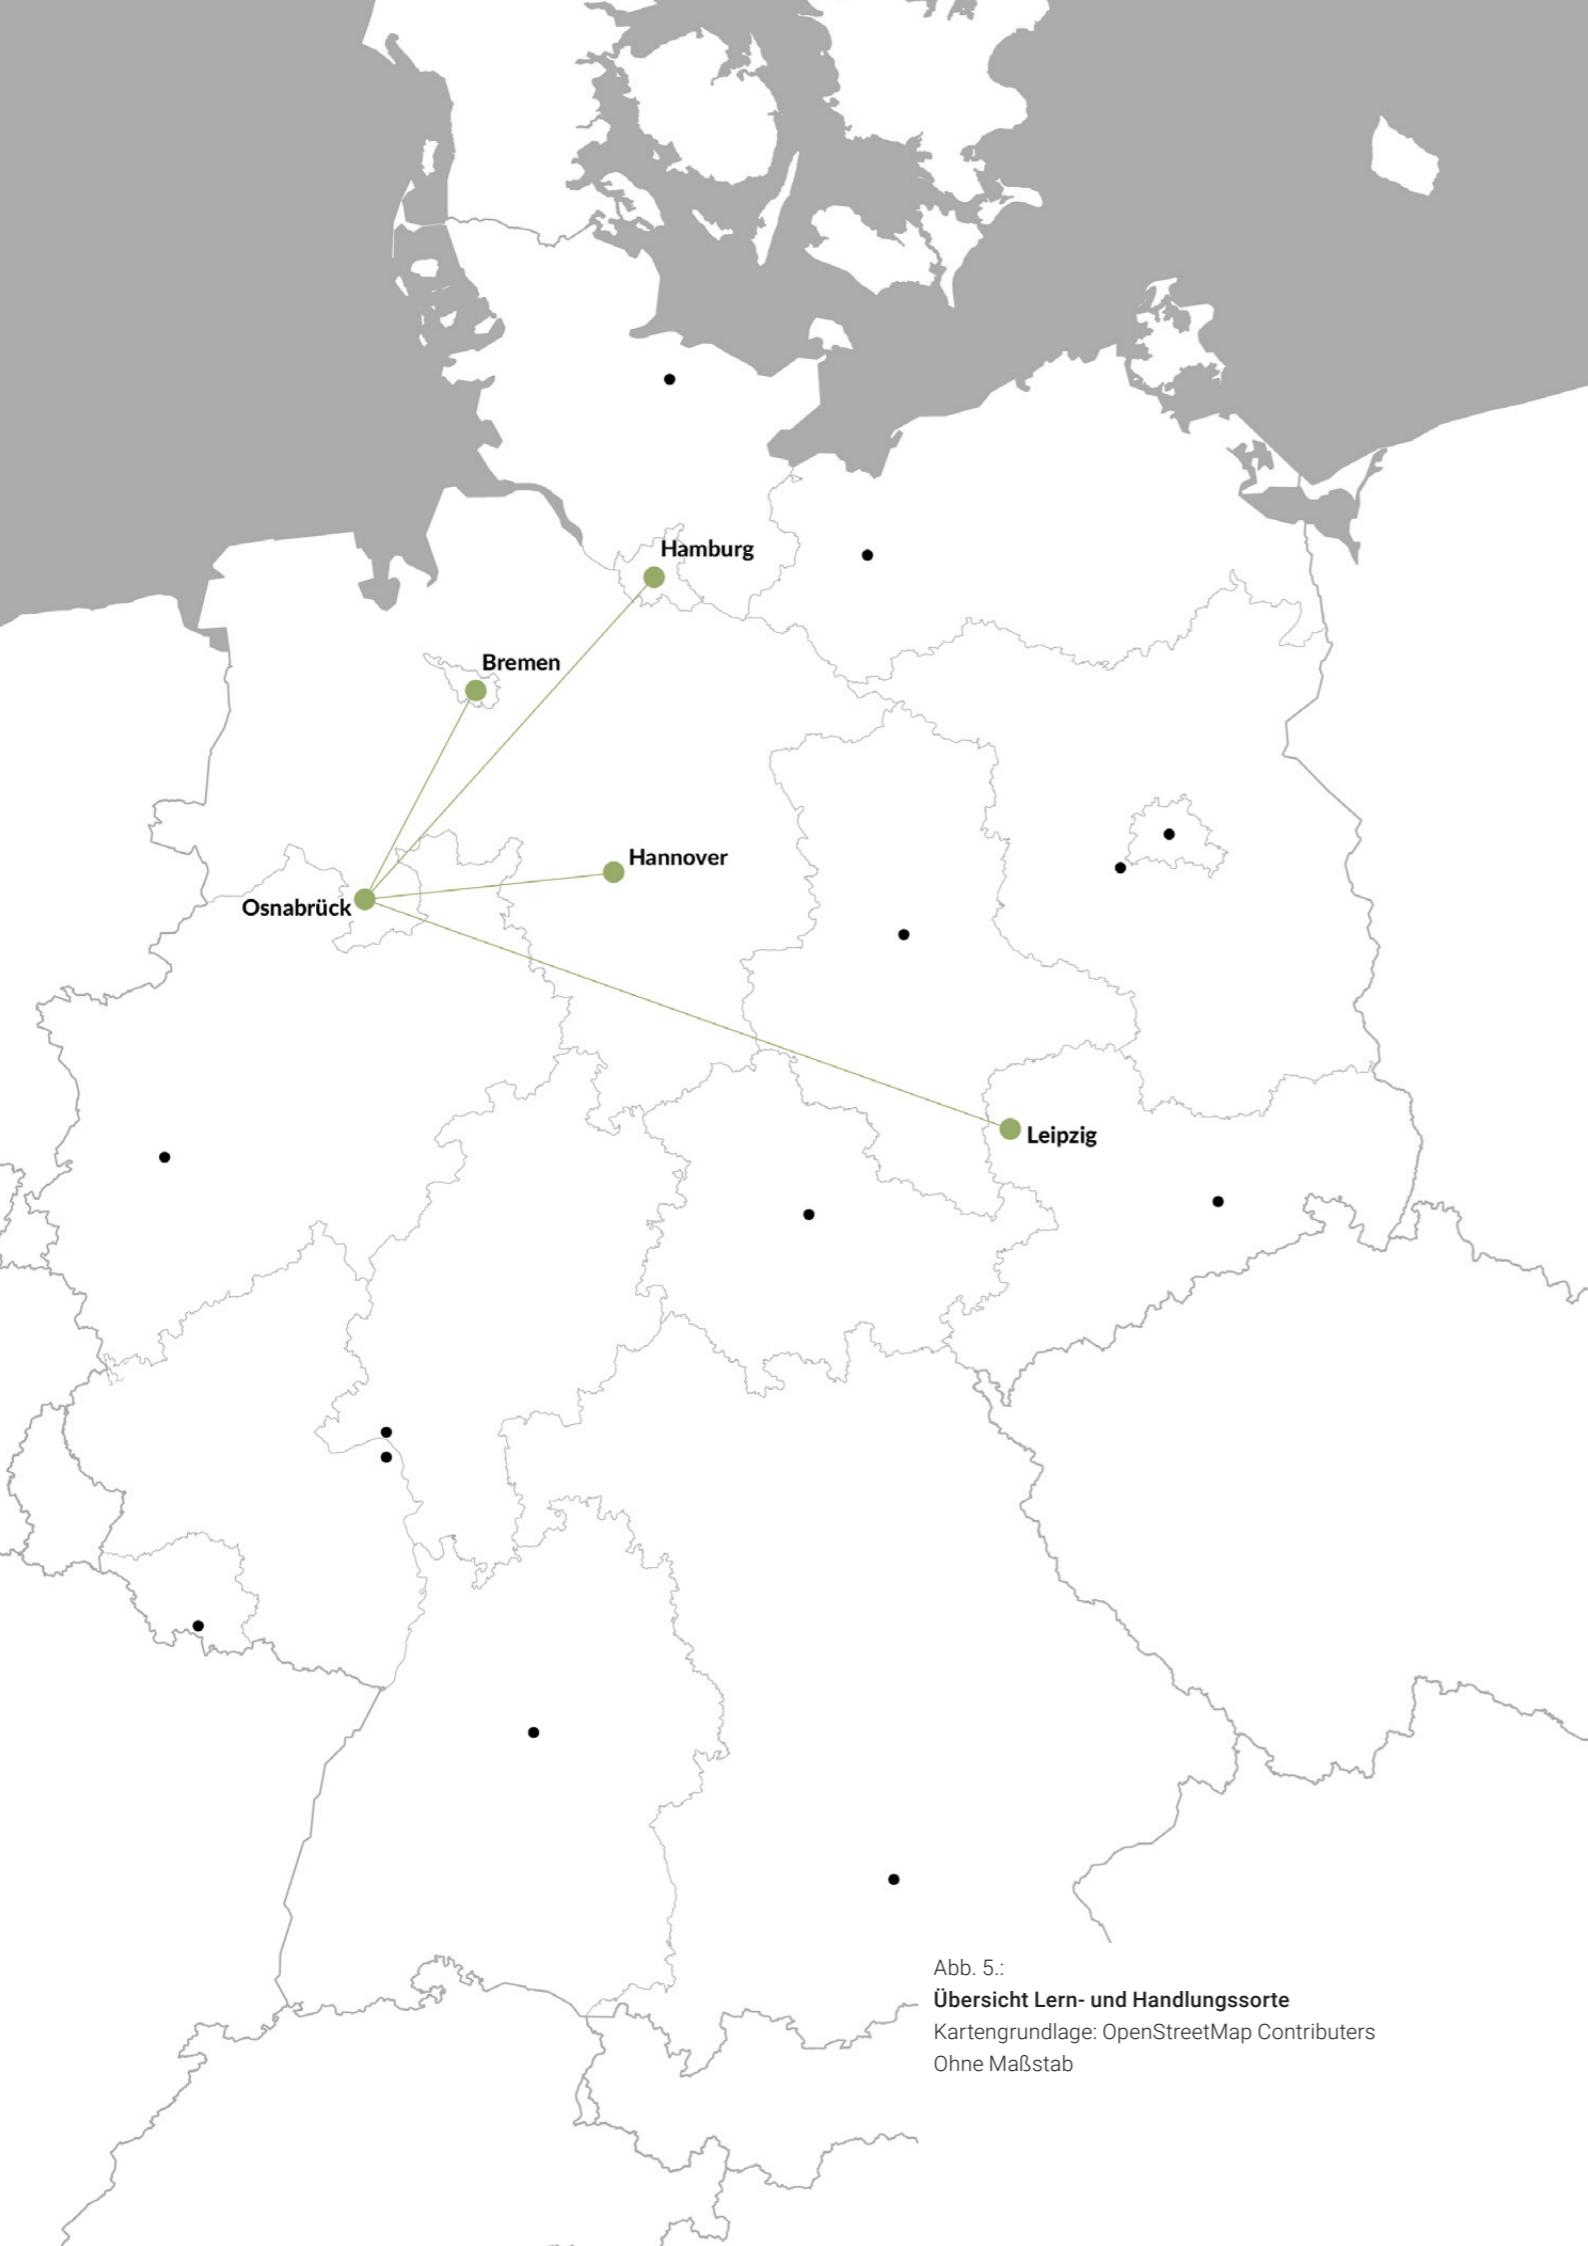 Hamburg
Bremen
Hannover
Osnabrück
Leipzig
Abb. 5.:
Übersicht Lern- und Handlungssorte
Kartengrundlage: OpenStreetMap Contributers
Ohne Maßstab